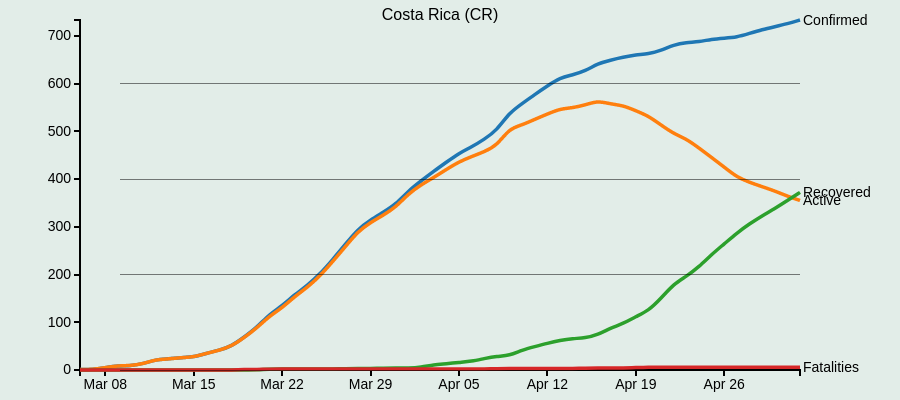 Costa Rica (CR)
Confirmed
700
600
500
400
300
200
100
0
Recovered
Active
Fatalities
Mar 08
Mar 15
Mar 22
Mar 29
Apr 05
Apr 12
Apr 19
Apr 26